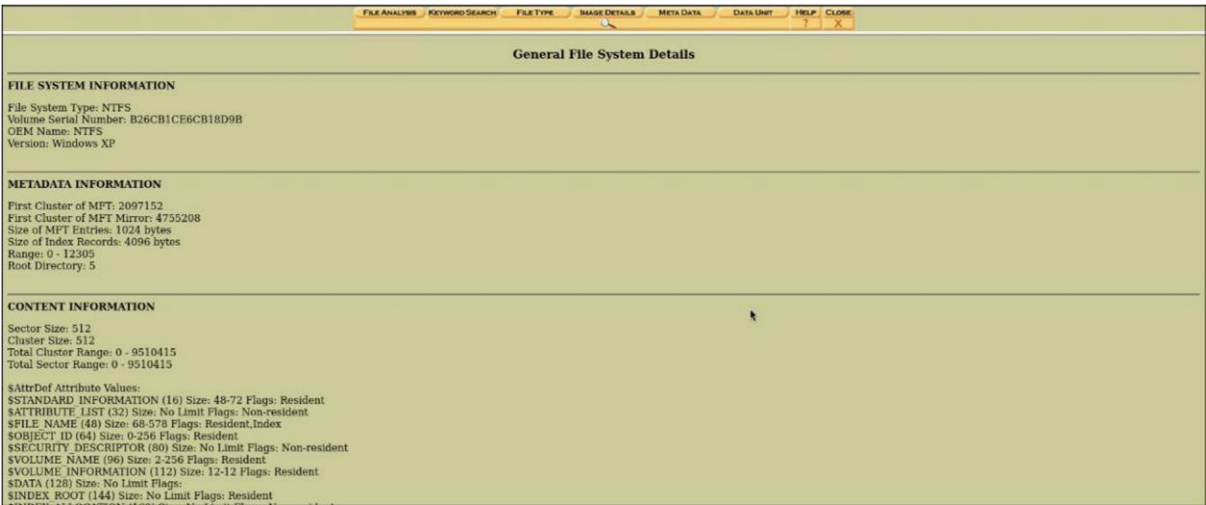 FILE ANALYSIS KEYWORD SEARCH FILE TYPE IMAGE DETAILS META DATA DATA UNIT HELP CLOSE
? X
General File System Details
FILE SYSTEM INFORMATION
File System Type: NTFS
Volume Serial Number: B26CB1CE6CB18D9B
OEM Name: NTFS
Version: Windows XP
METADATA INFORMATION
First Cluster of MFT: 2097152
First Cluster of MFT Mirror: 4755208
Size of MFT Entries: 1024 bytes
Size of Index Records: 4096 bytes
Range: 0 - 12305
Root Directory: 5
CONTENT INFORMATION
Sector Size: 512
Cluster Size: 512
Total Cluster Range: 0 - 9510415
Total Sector Range: 0 - 9510415
$AttrDef Attribute Values:
$STANDARD_INFORMATION (16) Size: 48-72 Flags: Resident
$ATTRIBUTE_LIST (32) Size: No Limit Flags: Non-resident
$FILE_NAME (48) Size: 68-578 Flags: Resident,Index
$OBJECT_ID (64) Size: 0-256 Flags: Resident
$SECURITY_DESCRIPTOR (80) Size: No Limit Flags: Non-resident
$VOLUME_NAME (96) Size: 2-256 Flags: Resident
$VOLUME_INFORMATION (112) Size: 12-12 Flags: Resident
$DATA (128) Size: No Limit Flags:
$INDEX_ROOT (144) Size: No Limit Flags: Resident